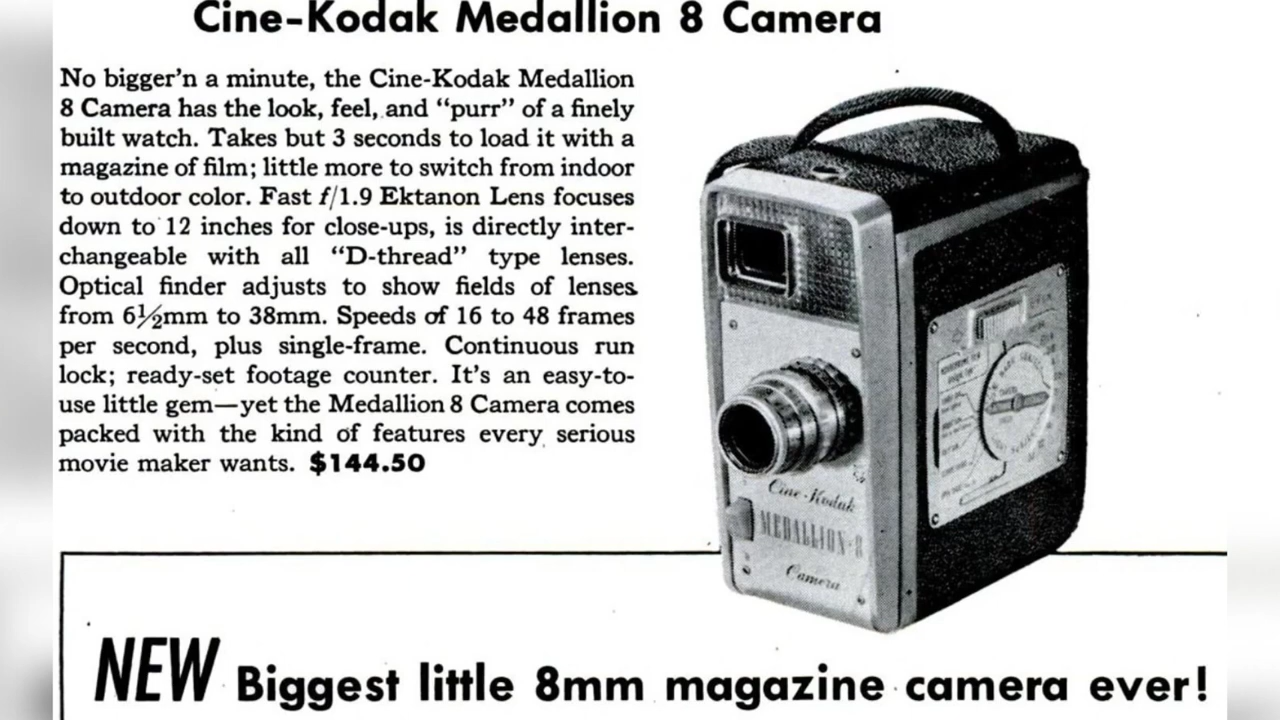 Cine-Kodak Medallion 8 Camera
No bigger'n a minute, the Cine-Kodak Medallion
8 Camera has the look, feel, and “purr” of a finely
built watch. Takes but 3 seconds to load it with a
magazine of film; little more to switch from indoor
to outdoor color. Fast f/1.9 Ektanon Lens focuses
down to 12 inches for close-ups, is directly inter-
changeable with all “D-thread” type lenses.
Optical finder adjusts to show fields of lenses
from 6½mm to 38mm. Speeds of 16 to 48 frames
per second, plus single-frame. Continuous run
lock; ready-set footage counter. It's an easy-to-
use little gem—yet the Medallion 8 Camera comes
packed with the kind of features every serious
movie maker wants. $144.50
Cine-Kodak
MEDALLION-8
Camera
NEW Biggest little 8mm magazine camera ever!